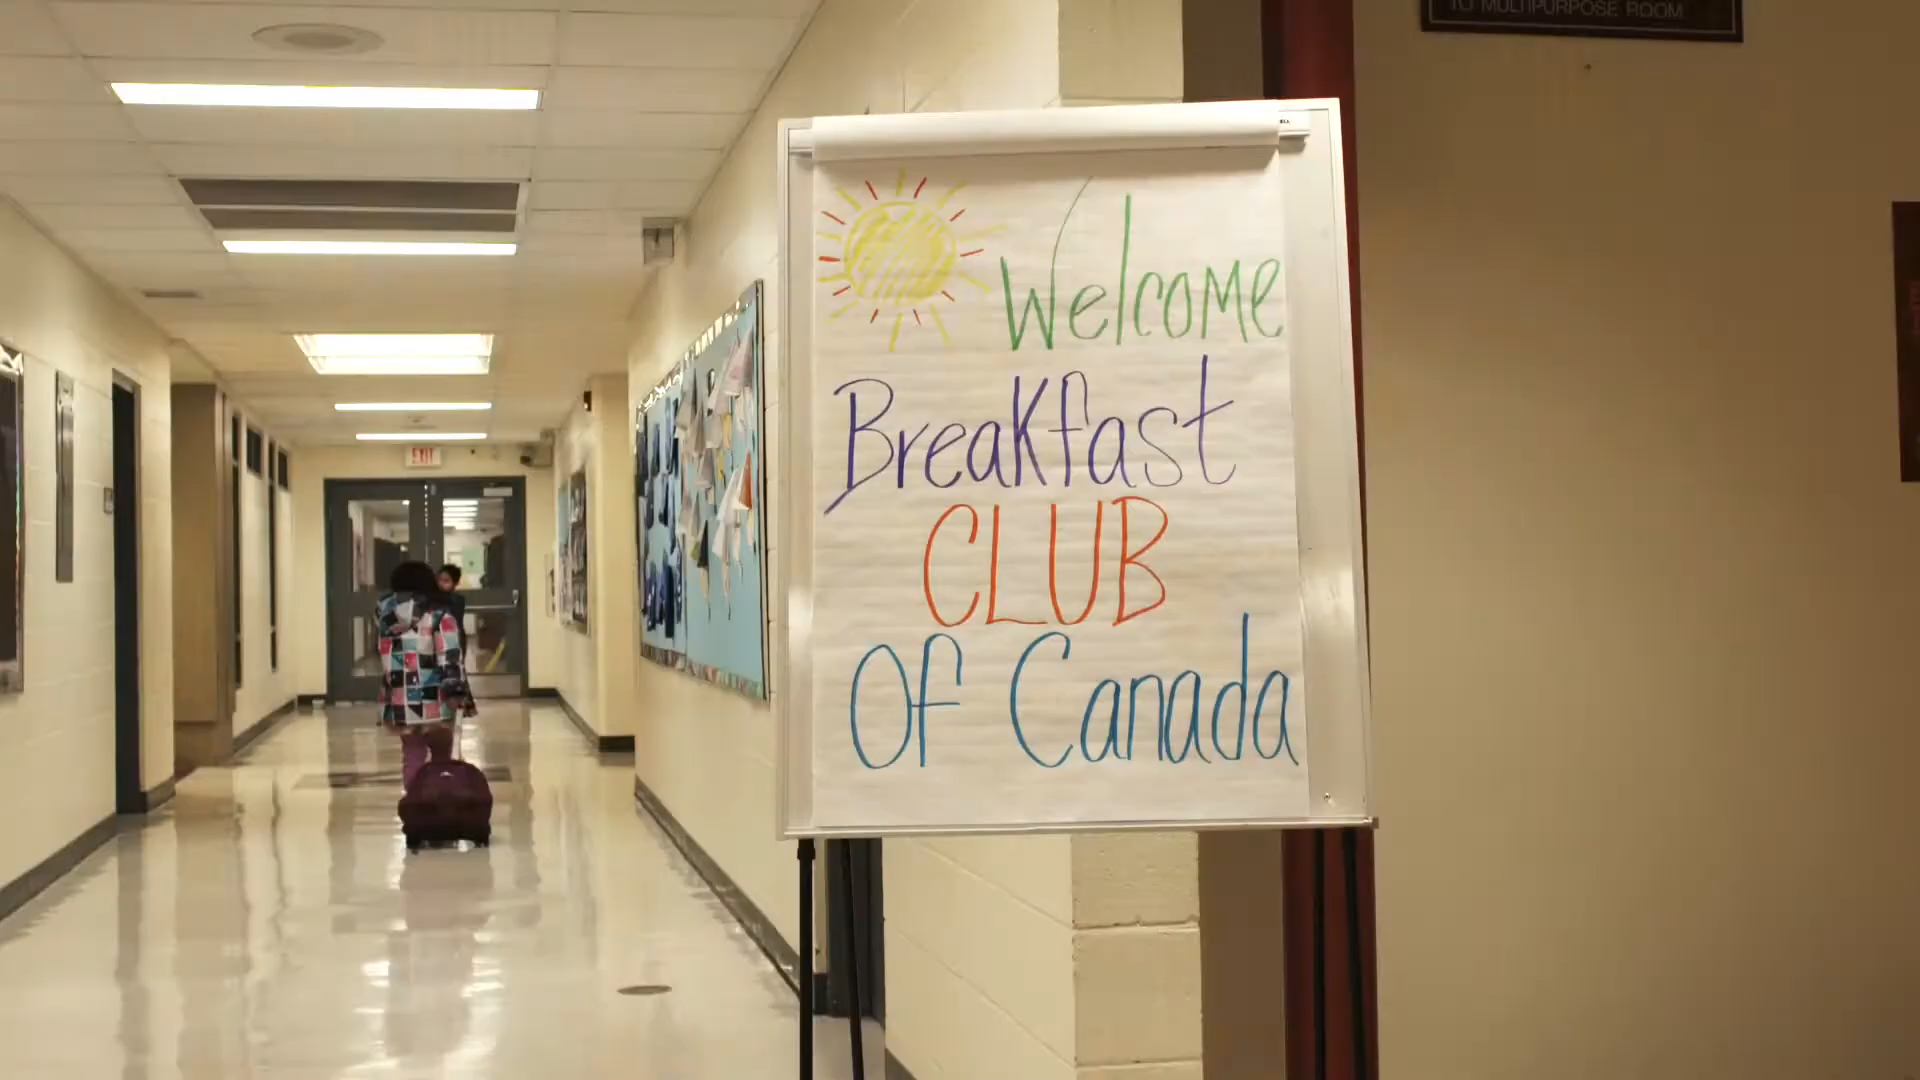 TO MULTIPURPOSE ROOM
Welcome
Breakfast
CLUB
Of Canada
EXIT